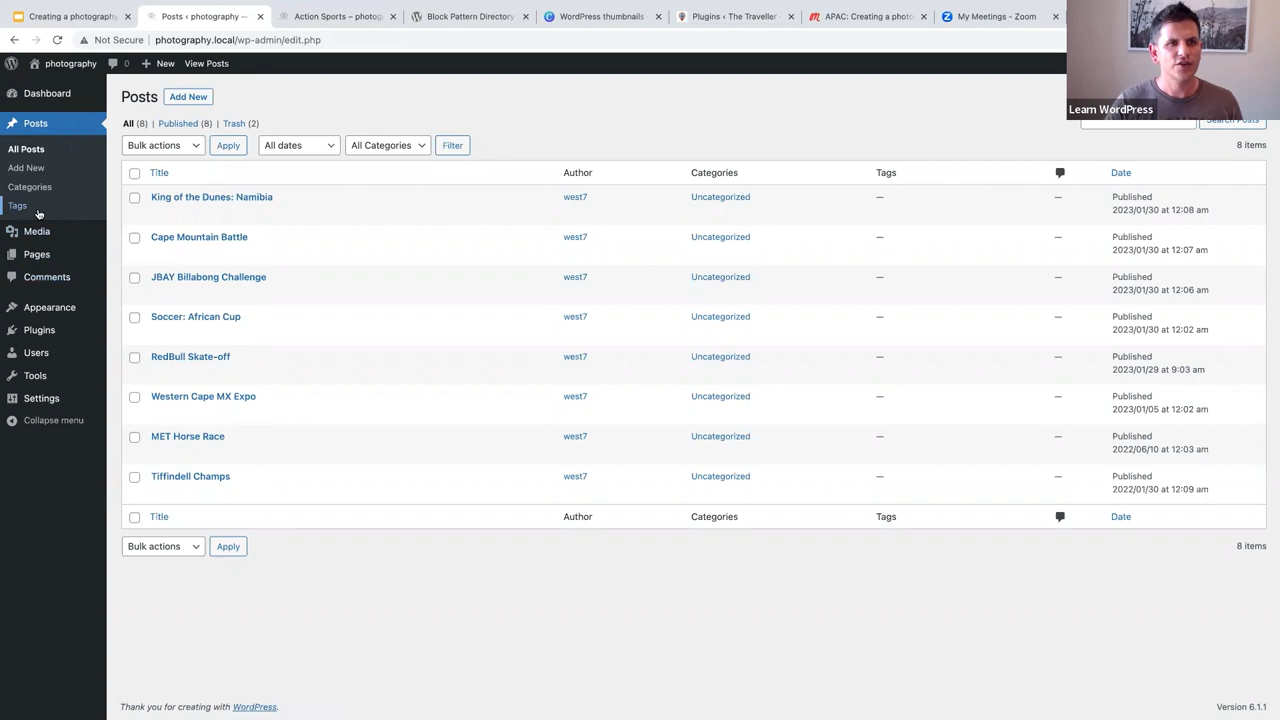 Creating a photography
Posts ‹ photography —
Action Sports – photog
Block Pattern Directory
WordPress thumbnails
Plugins ‹ The Traveller
APAC: Creating a photo
My Meetings - Zoom
Not Secure photography.local/wp-admin/edit.php
photography 0 New View Posts
Learn WordPress
Dashboard
Posts
All Posts
Add New
Categories
Tags
Media
Pages
Comments
Appearance
Plugins
Users
Tools
Settings
Collapse menu
Posts Add New
All (8) | Published (8) | Trash (2)
Search Posts
Bulk actions Apply All dates All Categories Filter 8 items
Title Author Categories Tags Date
King of the Dunes: Namibia west7 Uncategorized — — Published
2023/01/30 at 12:08 am
Cape Mountain Battle west7 Uncategorized — — Published
2023/01/30 at 12:07 am
JBAY Billabong Challenge west7 Uncategorized — — Published
2023/01/30 at 12:06 am
Soccer: African Cup west7 Uncategorized — — Published
2023/01/30 at 12:02 am
RedBull Skate-off west7 Uncategorized — — Published
2023/01/29 at 9:03 am
Western Cape MX Expo west7 Uncategorized — — Published
2023/01/05 at 12:02 am
MET Horse Race west7 Uncategorized — — Published
2022/06/10 at 12:03 am
Tiffindell Champs west7 Uncategorized — — Published
2022/01/30 at 12:09 am
Title Author Categories Tags Date
Bulk actions Apply 8 items
Thank you for creating with WordPress. Version 6.1.1